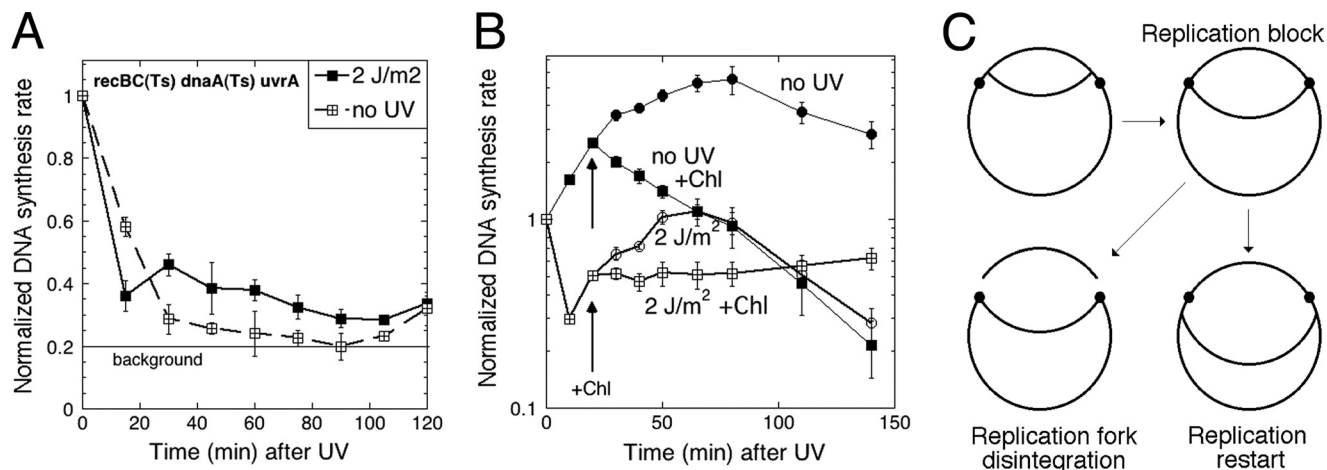 A
Normalized DNA synthesis rate
1
0.8
0.6
0.4
0.2
0
recBC(Ts) dnaA(Ts) uvrA
2 J/m2
no UV
background
0 20 40 60 80 100 120
Time (min) after UV
B
Normalized DNA synthesis rate
1
0.1
no UV
no UV
+Chl
2 J/m²
2 J/m² +Chl
+Chl
0 50 100 150
Time (min) after UV
C
Replication block
Replication fork
disintegration
Replication
restart